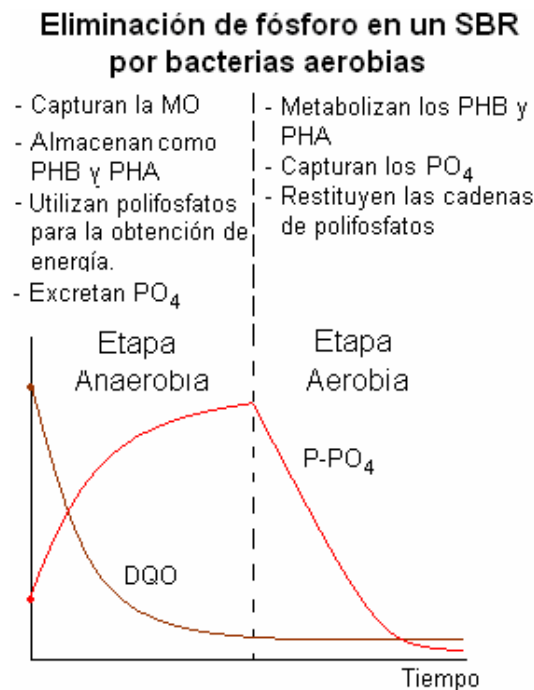 Eliminación de fósforo en un SBR
por bacterias aerobias
- Capturan la MO
- Almacenan como
PHB y PHA
- Utilizan polifosfatos
para la obtención de
energía.
- Excretan PO4
- Metabolizan los PHB y
PHA
- Capturan los PO4
- Restituyen las cadenas
de polifosfatos
Etapa
Anaerobia
Etapa
Aerobia
P-PO4
DQO
Tiempo